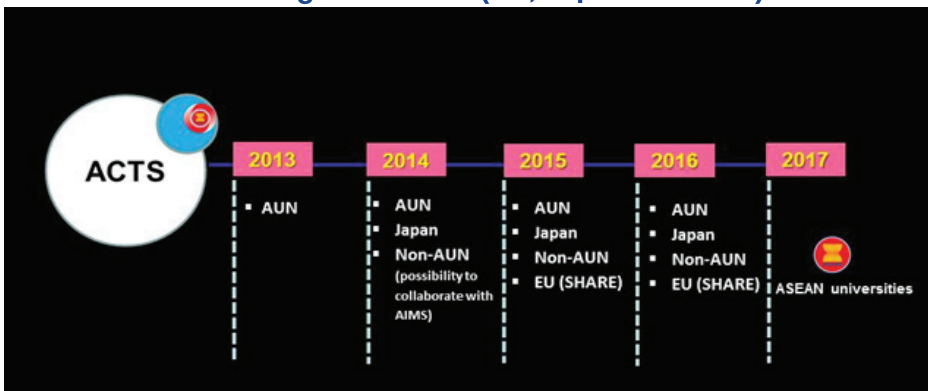 ACTS
2013
▪ AUN
2014
▪ AUN
▪ Japan
▪ Non-AUN
(possibility to
collaborate with
AIMS)
2015
▪ AUN
▪ Japan
▪ Non-AUN
▪ EU (SHARE)
2016
▪ AUN
▪ Japan
▪ Non-AUN
▪ EU (SHARE)
2017
ASEAN universities